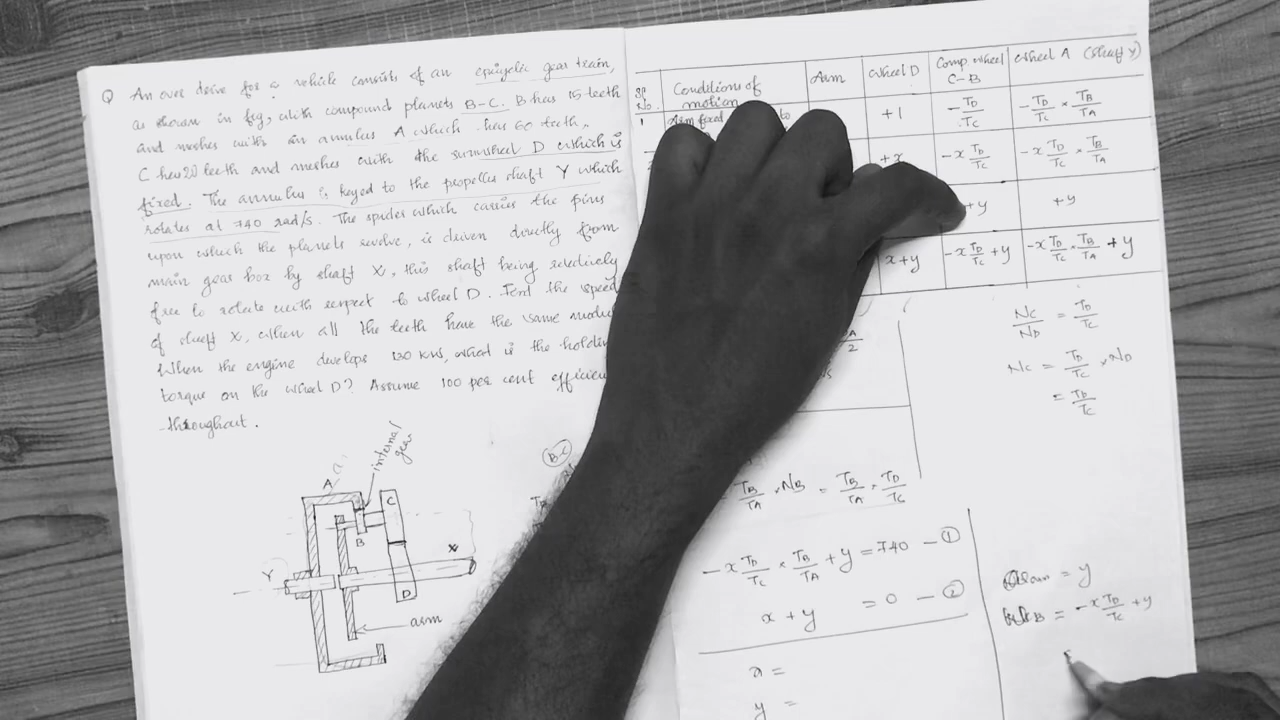 Q An over drive for a vehicle consists of an epicyclic gear train,
as shown in fig, with compound planets B-C. B has 15 teeth
and meshes with an annulus A which has 60 teeth.
C has 20 teeth and meshes with the sunwheel D which is
fixed. The annulus is keyed to the propeller shaft Y which
rotates at 740 rad/s. The spider which carries the pins
upon which the planets revolve, is driven directly from
main gear box by shaft X, this shaft being relatively
free to rotate with respect to wheel D. Find the speed
of shaft X, when all the teeth have the same
When the engine develops 130 kW, what is the
torque on the wheel D? Assume 100 per cent
throughout.
A
internal
gear
C
B
X
Y
D
arm
B-C
Sl
No.
Conditions of
motion
Arm
Wheel D
Comp. wheel
C-B
Wheel A (Shaft Y)
1 Arm fixed
+1
-TD/TC
-TD/TC × TB/TA
+x
-x TD/TC
-x TD/TC × TB/TA
+y
+y
x+y
-x TD/TC + y
-x TD/TC × TB/TA + y
NC/ND = TD/TC
NC = TD/TC × ND
= TD/TC
TB/TA × NB = TB/TA × TD/TC
-x TD/TC × TB/TA + y = 740 - ①
x + y = 0 - ②
x =
y =
= y
= -x TD/TC + y